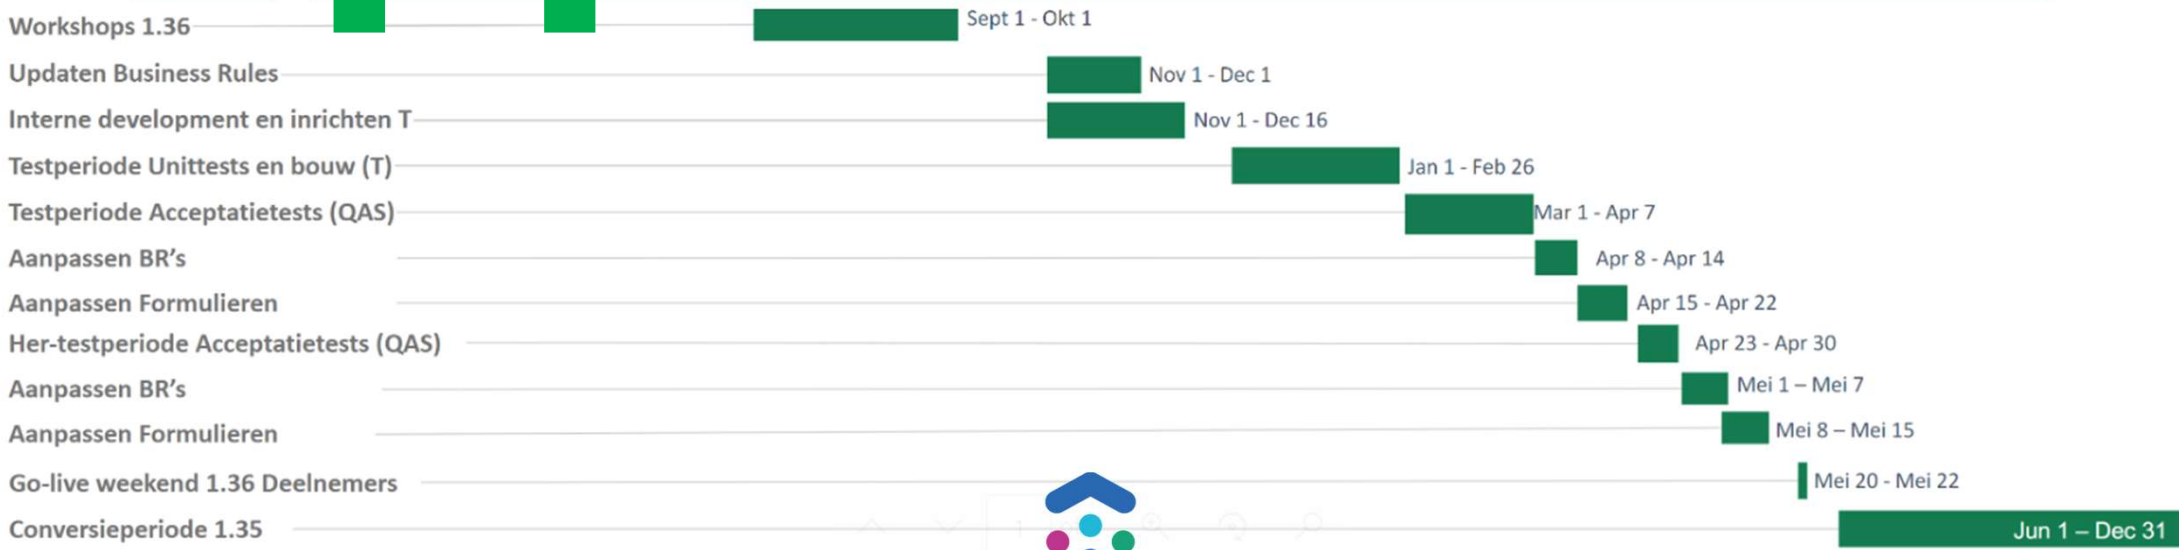 Workshops 1.36 Sept 1 - Okt 1
Updaten Business Rules Nov 1 - Dec 1
Interne development en inrichten T Nov 1 - Dec 16
Testperiode Unittests en bouw (T) Jan 1 - Feb 26
Testperiode Acceptatietests (QAS) Mar 1 - Apr 7
Aanpassen BR’s Apr 8 - Apr 14
Aanpassen Formulieren Apr 15 - Apr 22
Her-testperiode Acceptatietests (QAS) Apr 23 - Apr 30
Aanpassen BR’s Mei 1 – Mei 7
Aanpassen Formulieren Mei 8 – Mei 15
Go-live weekend 1.36 Deelnemers Mei 20 - Mei 22
Conversieperiode 1.35 Jun 1 – Dec 31